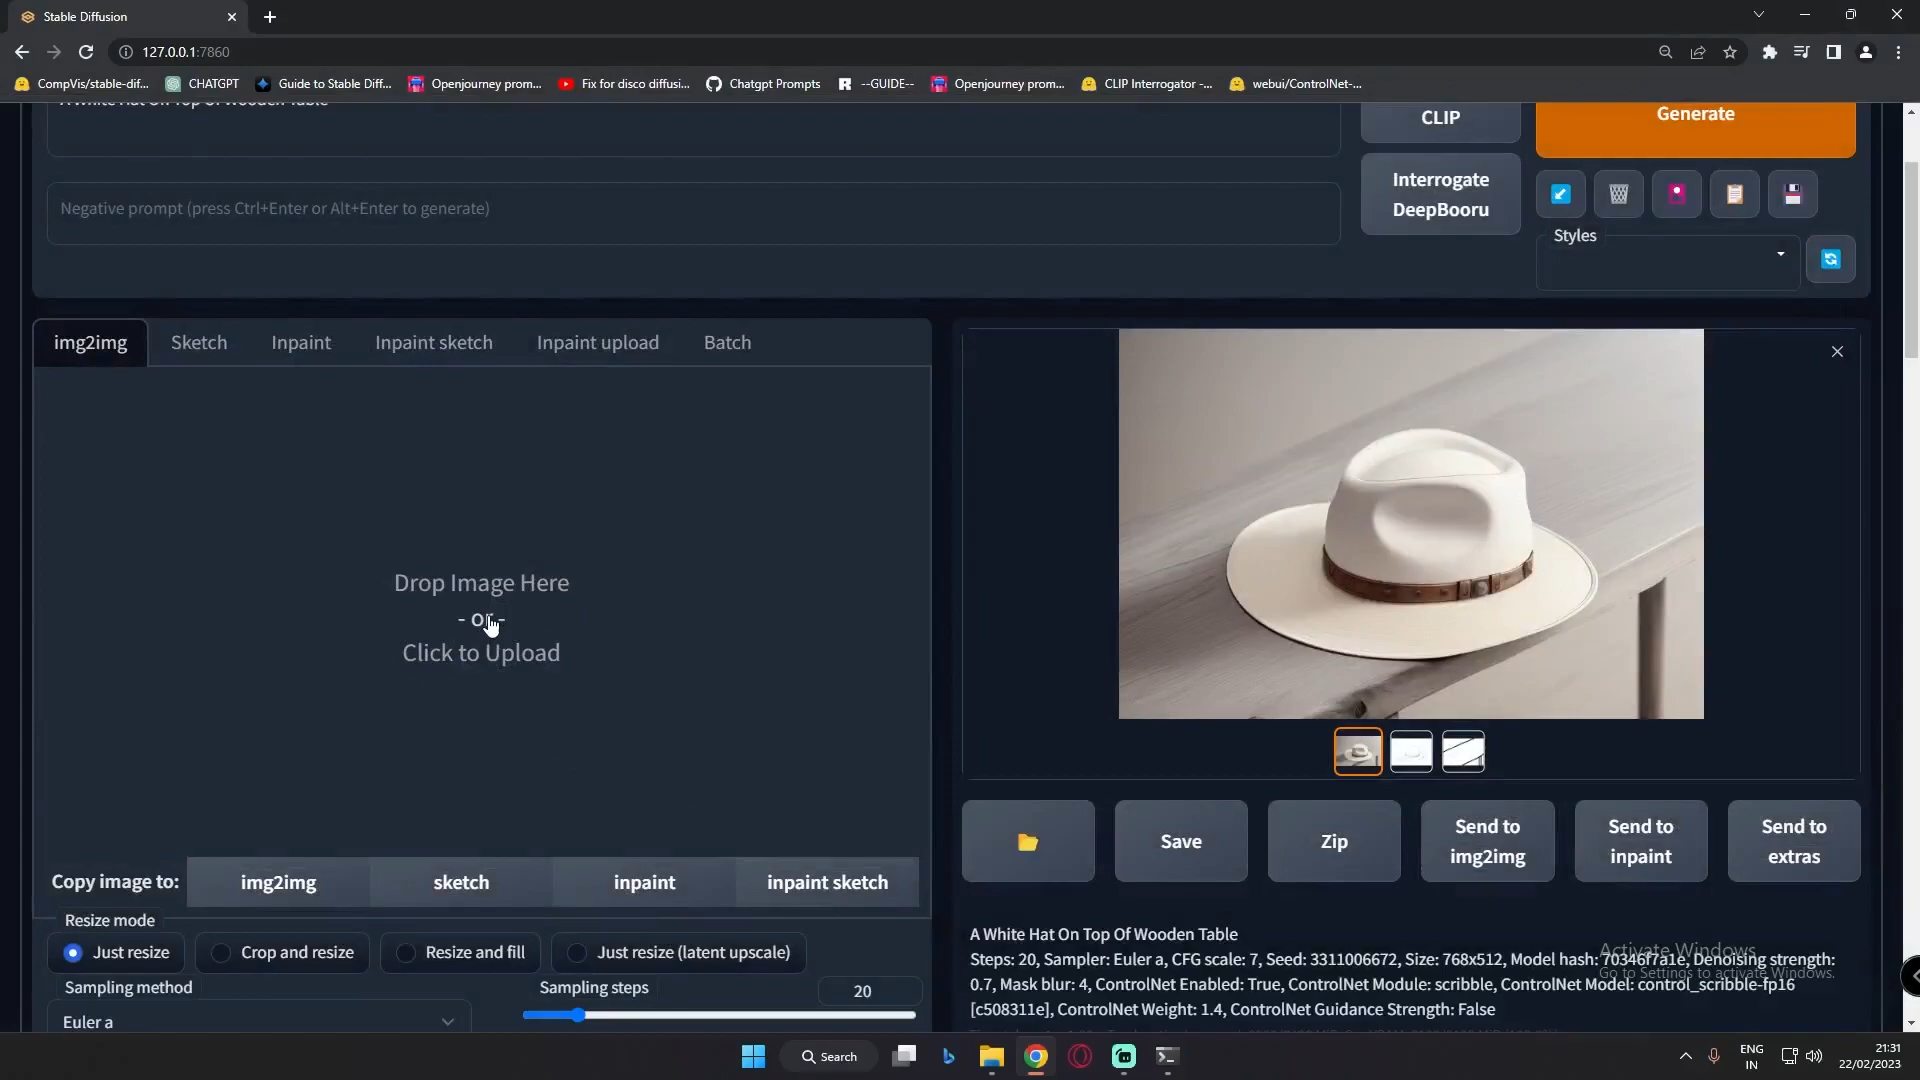 Stable Diffusion
127.0.0.1:7860
CompVis/stable-dif...
CHATGPT
Guide to Stable Diff...
Openjourney prom...
Fix for disco diffusi...
Chatgpt Prompts
--GUIDE--
Openjourney prom...
CLIP Interrogator -...
webui/ControlNet-...
A White Hat On Top Of Wooden Table
CLIP
Generate
Negative prompt (press Ctrl+Enter or Alt+Enter to generate)
Interrogate
DeepBooru
Styles
img2img
Sketch
Inpaint
Inpaint sketch
Inpaint upload
Batch
Drop Image Here
- or -
Click to Upload
Copy image to:
img2img
sketch
inpaint
inpaint sketch
Resize mode
Just resize
Crop and resize
Resize and fill
Just resize (latent upscale)
Sampling method
Euler a
Sampling steps
20
Save
Zip
Send to
img2img
Send to
inpaint
Send to
extras
A White Hat On Top Of Wooden Table
Steps: 20, Sampler: Euler a, CFG scale: 7, Seed: 3311006672, Size: 768x512, Model hash: 70346f7a1e, Denoising strength:
0.7, Mask blur: 4, ControlNet Enabled: True, ControlNet Module: scribble, ControlNet Model: control_scribble-fp16
[c508311e], ControlNet Weight: 1.4, ControlNet Guidance Strength: False
Activate Windows
Go to Settings to activate Windows.
Search
ENG
IN
21:31
22/02/2023